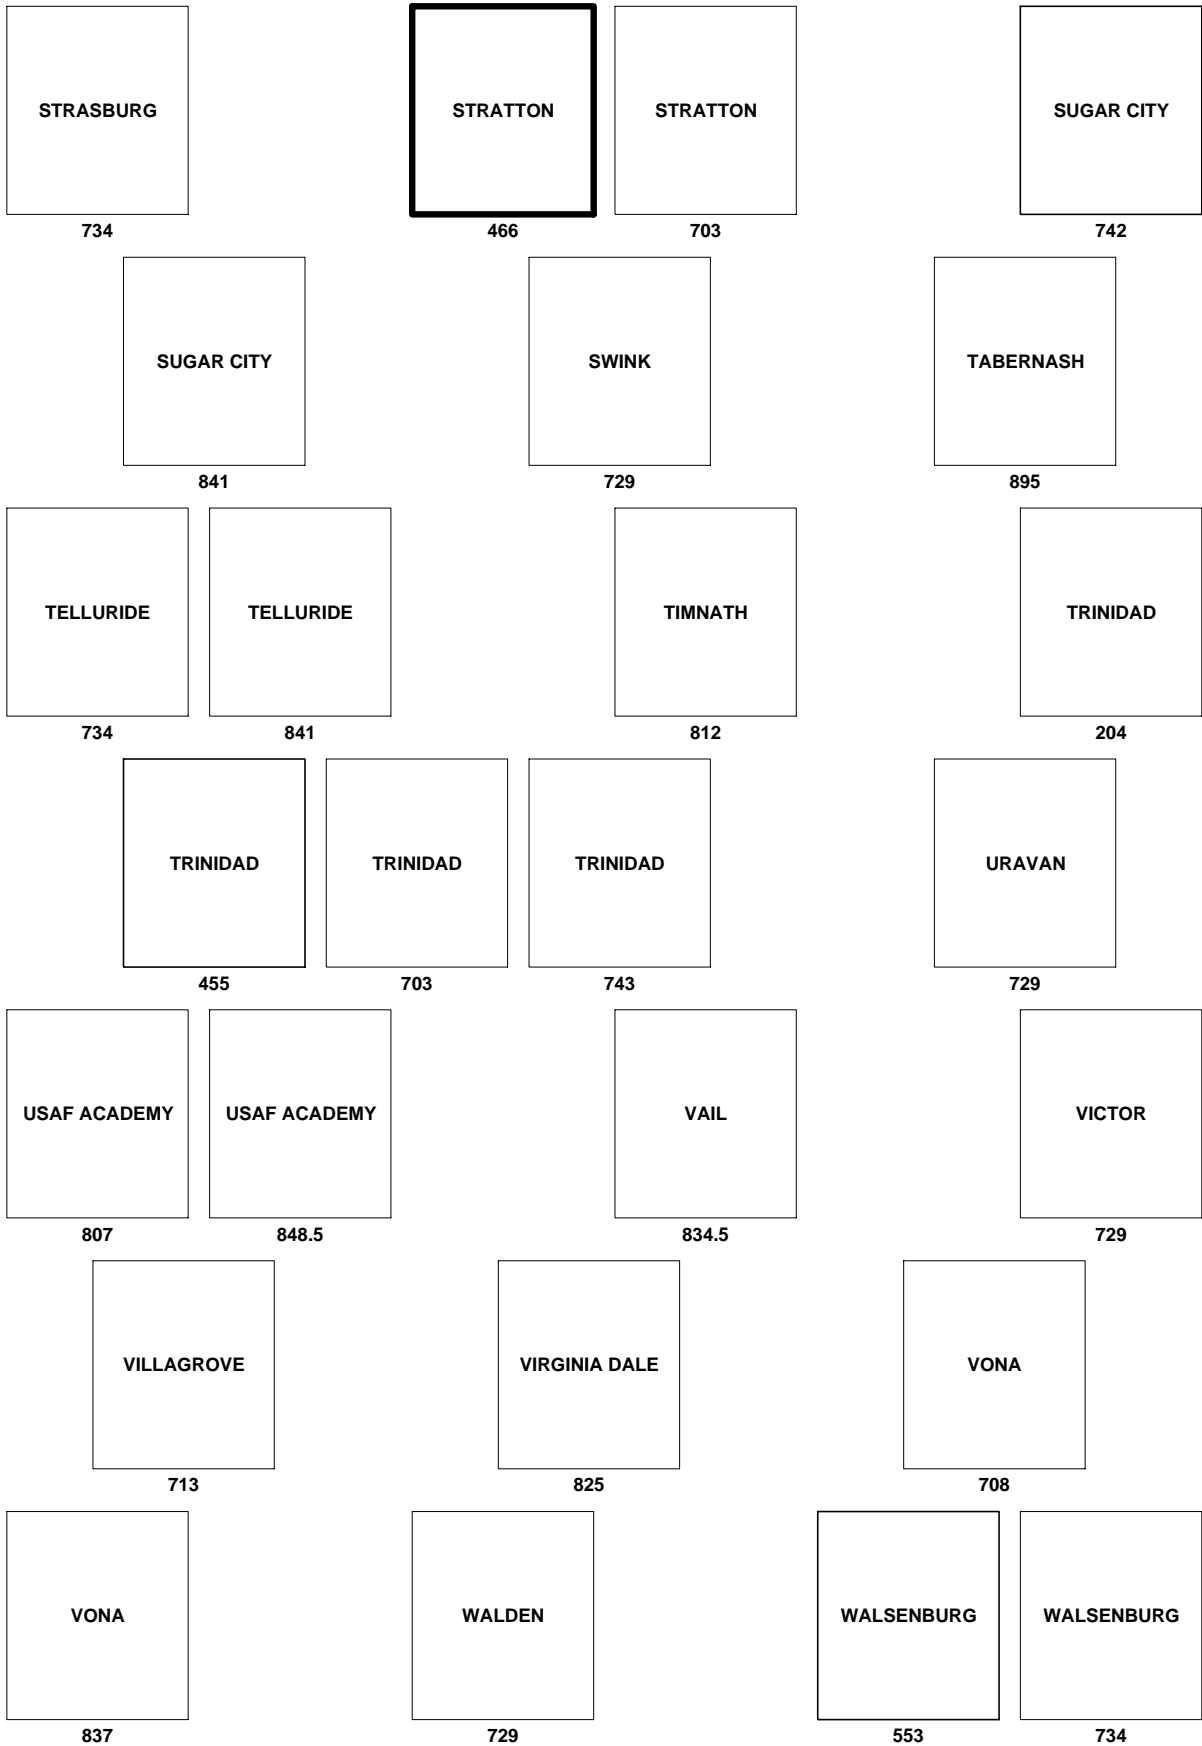 STRASBURG STRATTON STRATTON SUGAR CITY
734 466 703 742
SUGAR CITY SWINK TABERNASH
841 729 895
TELLURIDE TELLURIDE TIMNATH TRINIDAD
734 841 812 204
TRINIDAD TRINIDAD TRINIDAD URAVAN
455 703 743 729
USAF ACADEMY USAF ACADEMY VAIL VICTOR
807 848.5 834.5 729
VILLAGROVE VIRGINIA DALE VONA
713 825 708
VONA WALDEN WALSENBURG WALSENBURG
837 729 553 734